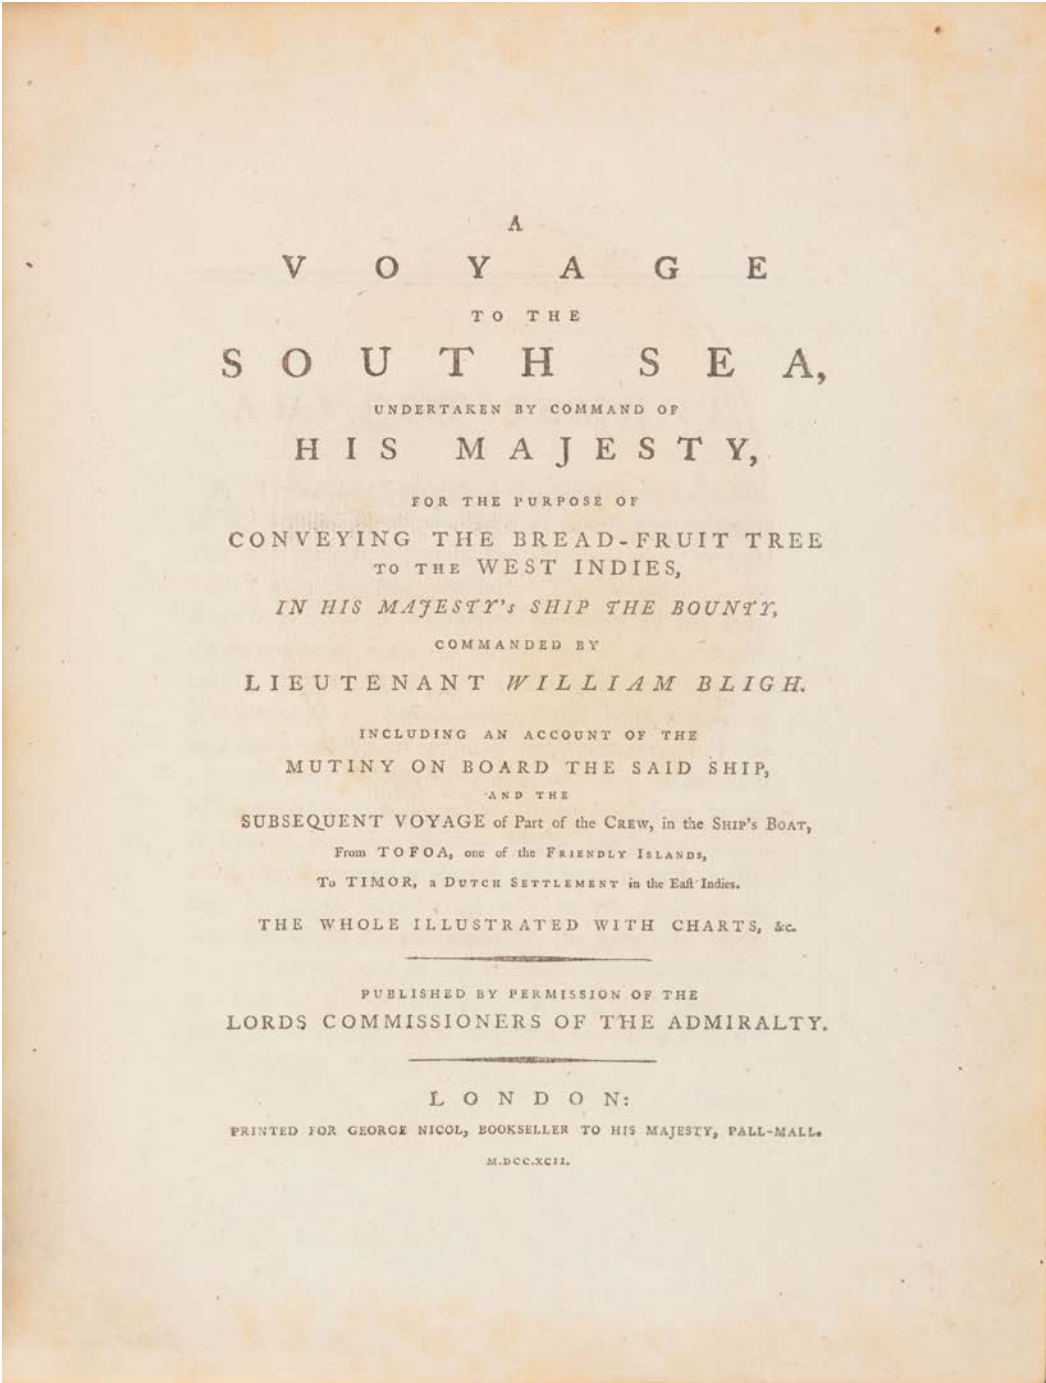 A
VOYAGE
TO THE
SOUTH SEA,
UNDERTAKEN BY COMMAND OF
HIS MAJESTY,
FOR THE PURPOSE OF
CONVEYING THE BREAD-FRUIT TREE
TO THE WEST INDIES,
IN HIS MAJESTY's SHIP THE BOUNTY,
COMMANDED BY
LIEUTENANT WILLIAM BLIGH.
INCLUDING AN ACCOUNT OF THE
MUTINY ON BOARD THE SAID SHIP,
AND THE
SUBSEQUENT VOYAGE of Part of the CREW, in the SHIP's BOAT,
From TOFOA, one of the FRIENDLY ISLANDS,
To TIMOR, a DUTCH SETTLEMENT in the Eaſt Indies.
THE WHOLE ILLUSTRATED WITH CHARTS, &c.
PUBLISHED BY PERMISSION OF THE
LORDS COMMISSIONERS OF THE ADMIRALTY.
LONDON:
PRINTED FOR GEORGE NICOL, BOOKSELLER TO HIS MAJESTY, PALL-MALL.
M.DCC.XCII.